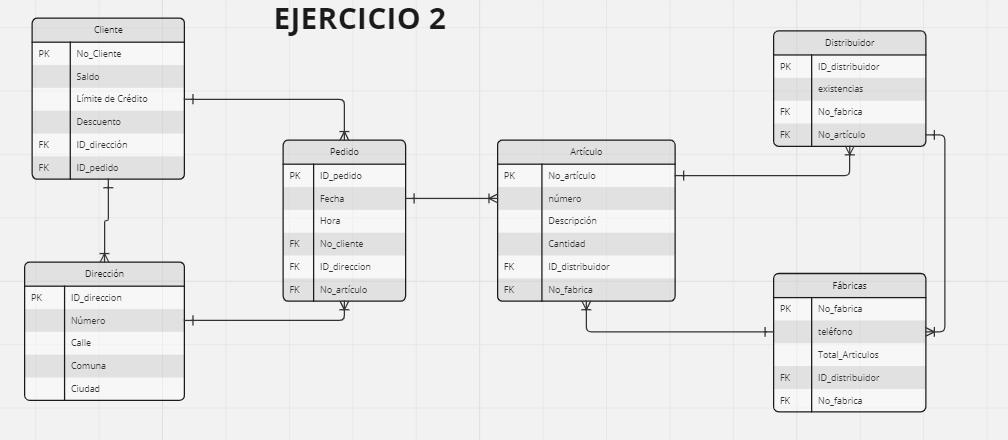 EJERCICIO 2
Cliente
PK No_Cliente
Saldo
Límite de Crédito
Descuento
FK ID_dirección
FK ID_pedido
Dirección
PK ID_direccion
Número
Calle
Comuna
Ciudad
Pedido
PK ID_pedido
Fecha
Hora
FK No_cliente
FK ID_direccion
FK No_artículo
Artículo
PK No_artículo
número
Descripción
Cantidad
FK ID_distribuidor
FK No_fabrica
Distribuidor
PK ID_distribuidor
existencias
FK No_fabrica
FK No_artículo
Fábricas
PK No_fabrica
teléfono
Total_Articulos
FK ID_distribuidor
FK No_fabrica